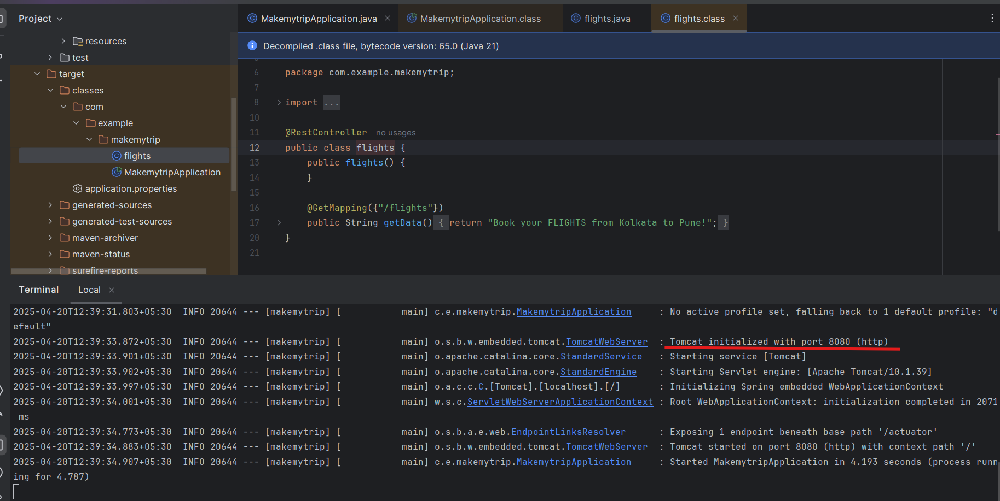 Project
MakemytripApplication.java
MakemytripApplication.class
flights.java
flights.class
Decompiled .class file, bytecode version: 65.0 (Java 21)
resources
test
target
classes
com
example
makemytrip
flights
MakemytripApplication
application.properties
generated-sources
generated-test-sources
maven-archiver
maven-status
surefire-reports
6 package com.example.makemytrip;
7
8 import ...
10
11 @RestController no usages
12 public class flights {
13 public flights() {
14 }
15
16 @GetMapping({"/flights"})
17 public String getData() { return "Book your FLIGHTS from Kolkata to Pune!"; }
20 }
21
Terminal Local
2025-04-20T12:39:31.803+05:30 INFO 20644 --- [makemytrip] [ main] c.e.makemytrip.MakemytripApplication : No active profile set, falling back to 1 default profile: "d
efault"
2025-04-20T12:39:33.872+05:30 INFO 20644 --- [makemytrip] [ main] o.s.b.w.embedded.tomcat.TomcatWebServer : Tomcat initialized with port 8080 (http)
2025-04-20T12:39:33.901+05:30 INFO 20644 --- [makemytrip] [ main] o.apache.catalina.core.StandardService : Starting service [Tomcat]
2025-04-20T12:39:33.902+05:30 INFO 20644 --- [makemytrip] [ main] o.apache.catalina.core.StandardEngine : Starting Servlet engine: [Apache Tomcat/10.1.39]
2025-04-20T12:39:33.997+05:30 INFO 20644 --- [makemytrip] [ main] o.a.c.c.C.[Tomcat].[localhost].[/] : Initializing Spring embedded WebApplicationContext
2025-04-20T12:39:34.001+05:30 INFO 20644 --- [makemytrip] [ main] w.s.c.ServletWebServerApplicationContext : Root WebApplicationContext: initialization completed in 2071
ms
2025-04-20T12:39:34.773+05:30 INFO 20644 --- [makemytrip] [ main] o.s.b.a.e.web.EndpointLinksResolver : Exposing 1 endpoint beneath base path '/actuator'
2025-04-20T12:39:34.883+05:30 INFO 20644 --- [makemytrip] [ main] o.s.b.w.embedded.tomcat.TomcatWebServer : Tomcat started on port 8080 (http) with context path '/'
2025-04-20T12:39:34.907+05:30 INFO 20644 --- [makemytrip] [ main] c.e.makemytrip.MakemytripApplication : Started MakemytripApplication in 4.193 seconds (process runn
ing for 4.787)